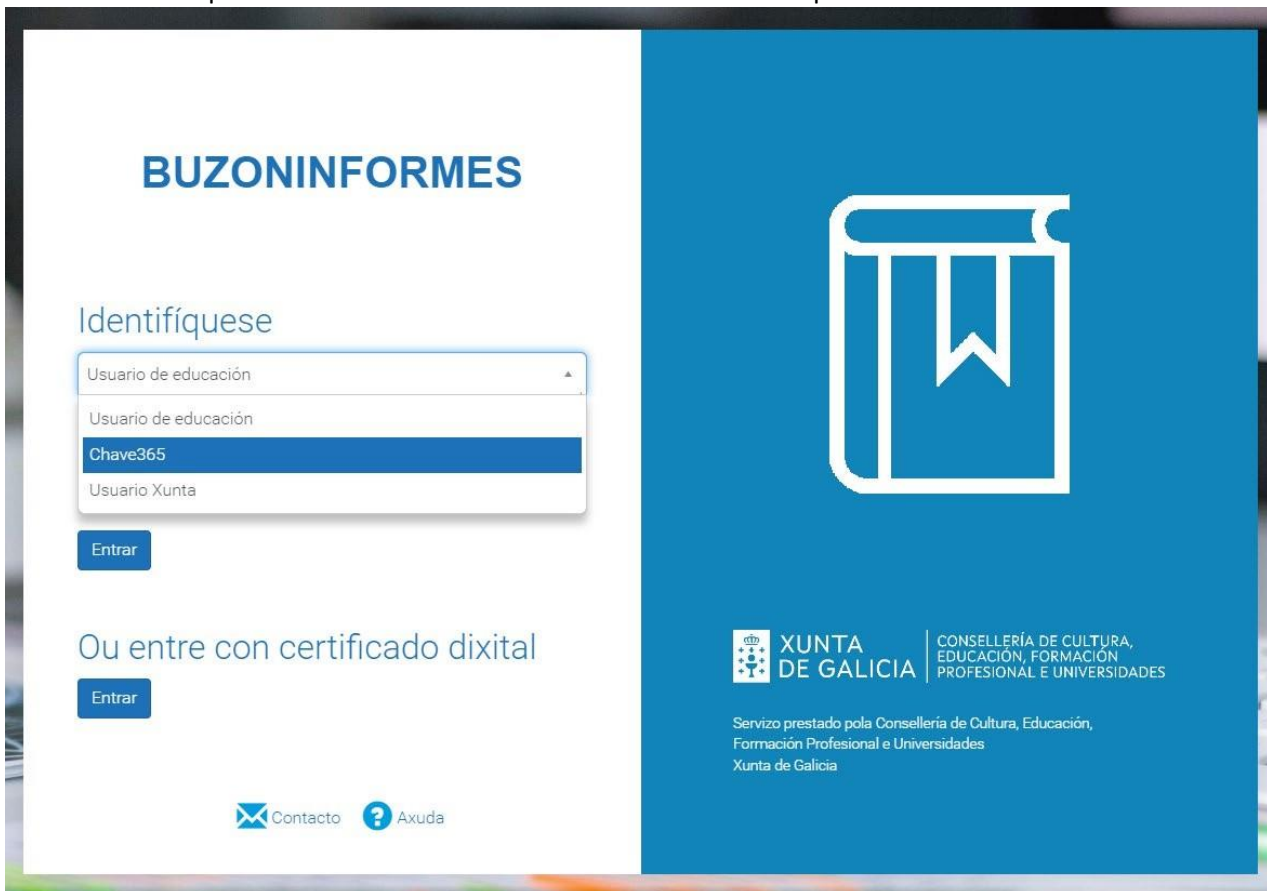 BUZONINFORMES
Identifíquese
Usuario de educación
Usuario de educación
Chave365
Usuario Xunta
Entrar
Ou entre con certificado dixital
Entrar
Contacto
Axuda
XUNTA
DE GALICIA
CONSELLERÍA DE CULTURA,
EDUCACIÓN, FORMACIÓN
PROFESIONAL E UNIVERSIDADES
Servizo prestado pola Consellería de Cultura, Educación,
Formación Profesional e Universidades
Xunta de Galicia